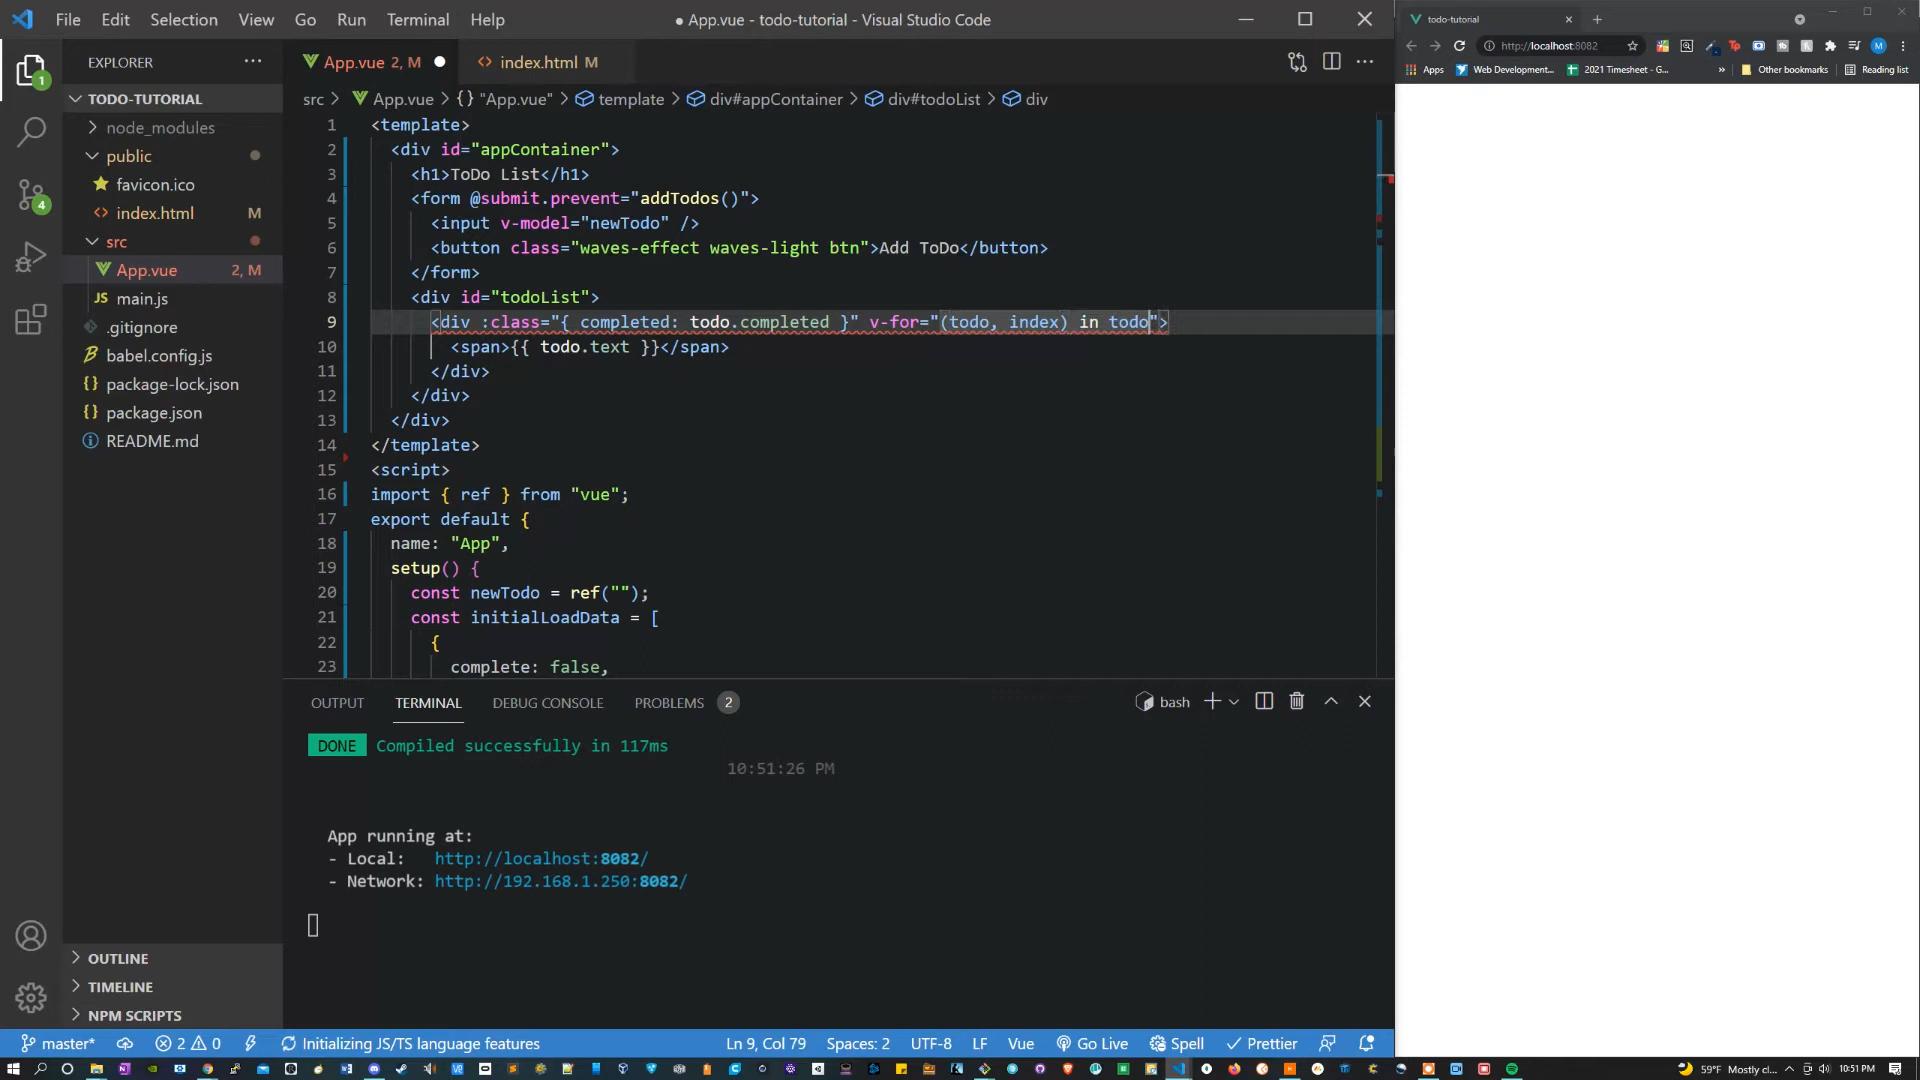 File Edit Selection View Go Run Terminal Help
● App.vue - todo-tutorial - Visual Studio Code
todo-tutorial
http://localhost:8082
Apps Web Development... 2021 Timesheet - G... » Other bookmarks Reading list
EXPLORER
TODO-TUTORIAL
node_modules
public
favicon.ico
index.html M
src
App.vue 2, M
main.js
.gitignore
babel.config.js
package-lock.json
package.json
README.md
OUTLINE
TIMELINE
NPM SCRIPTS
App.vue 2, M ● index.html M
src > App.vue > {} "App.vue" > template > div#appContainer > div#todoList > div
1 <template>
2 <div id="appContainer">
3 <h1>ToDo List</h1>
4 <form @submit.prevent="addTodos()">
5 <input v-model="newTodo" />
6 <button class="waves-effect waves-light btn">Add ToDo</button>
7 </form>
8 <div id="todoList">
9 <div :class="{ completed: todo.completed }" v-for="(todo, index) in todo">
10 <span>{{ todo.text }}</span>
11 </div>
12 </div>
13 </div>
14 </template>
15 <script>
16 import { ref } from "vue";
17 export default {
18 name: "App",
19 setup() {
20 const newTodo = ref("");
21 const initialLoadData = [
22 {
23 complete: false,
OUTPUT TERMINAL DEBUG CONSOLE PROBLEMS 2
bash
DONE Compiled successfully in 117ms
10:51:26 PM
App running at:
- Local: http://localhost:8082/
- Network: http://192.168.1.250:8082/
master* 2 0 Initializing JS/TS language features
Ln 9, Col 79 Spaces: 2 UTF-8 LF Vue Go Live Spell Prettier
59°F Mostly cl... 10:51 PM